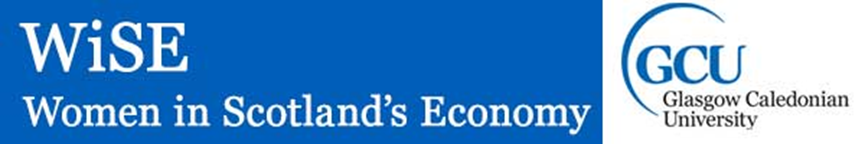 WiSE
Women in Scotland's Economy
GCU
Glasgow Caledonian
University